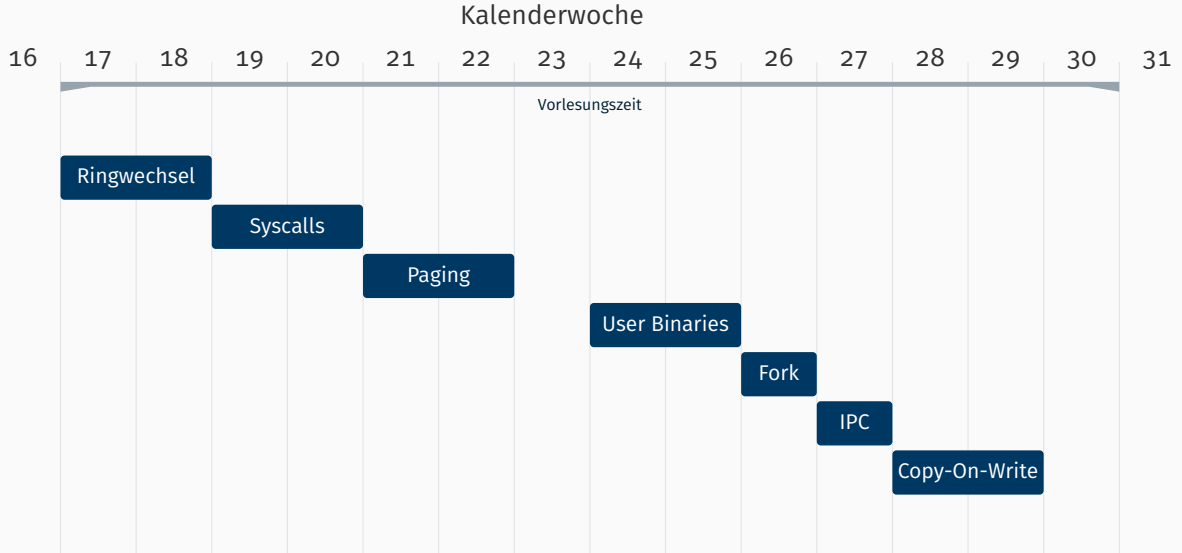 Kalenderwoche
16 17 18 19 20 21 22 23 24 25 26 27 28 29 30 31
Vorlesungszeit
Ringwechsel
Syscalls
Paging
User Binaries
Fork
IPC
Copy-On-Write